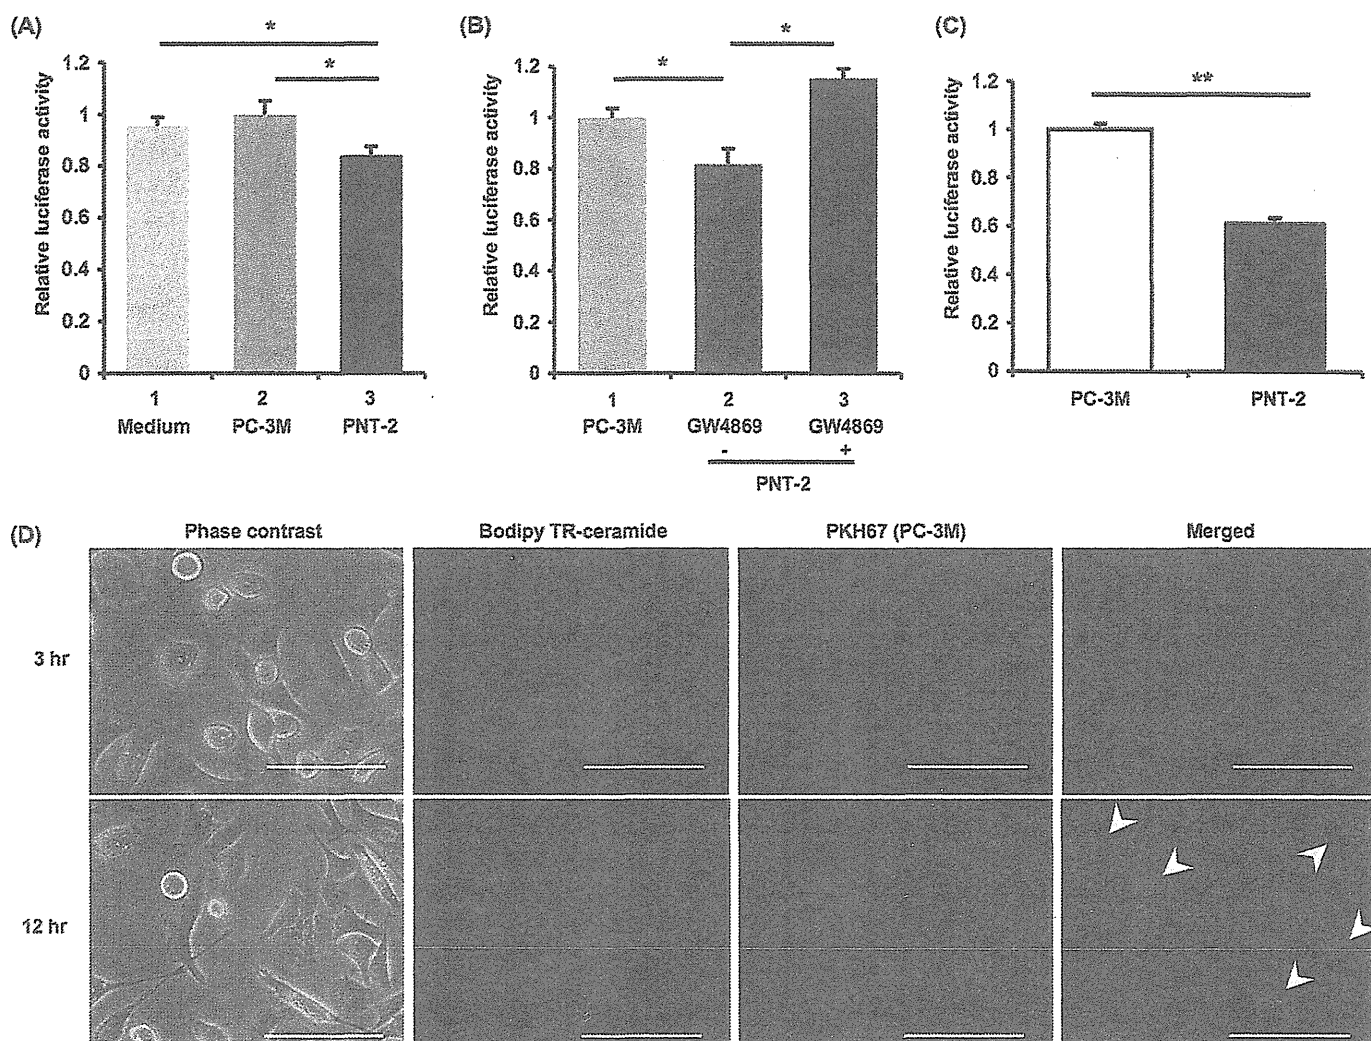 (A)
*
*
Relative luciferase activity
1.2
1
0.8
0.6
0.4
0.2
0
1 2 3
Medium PC-3M PNT-2
(B)
*
*
Relative luciferase activity
1.2
1
0.8
0.6
0.4
0.2
0
1 2 3
PC-3M GW4869 GW4869
- +
PNT-2
(C)
**
Relative luciferase activity
1.2
1
0.8
0.6
0.4
0.2
0
PC-3M PNT-2
(D)
Phase contrast Bodipy TR-ceramide PKH67 (PC-3M) Merged
3 hr
12 hr